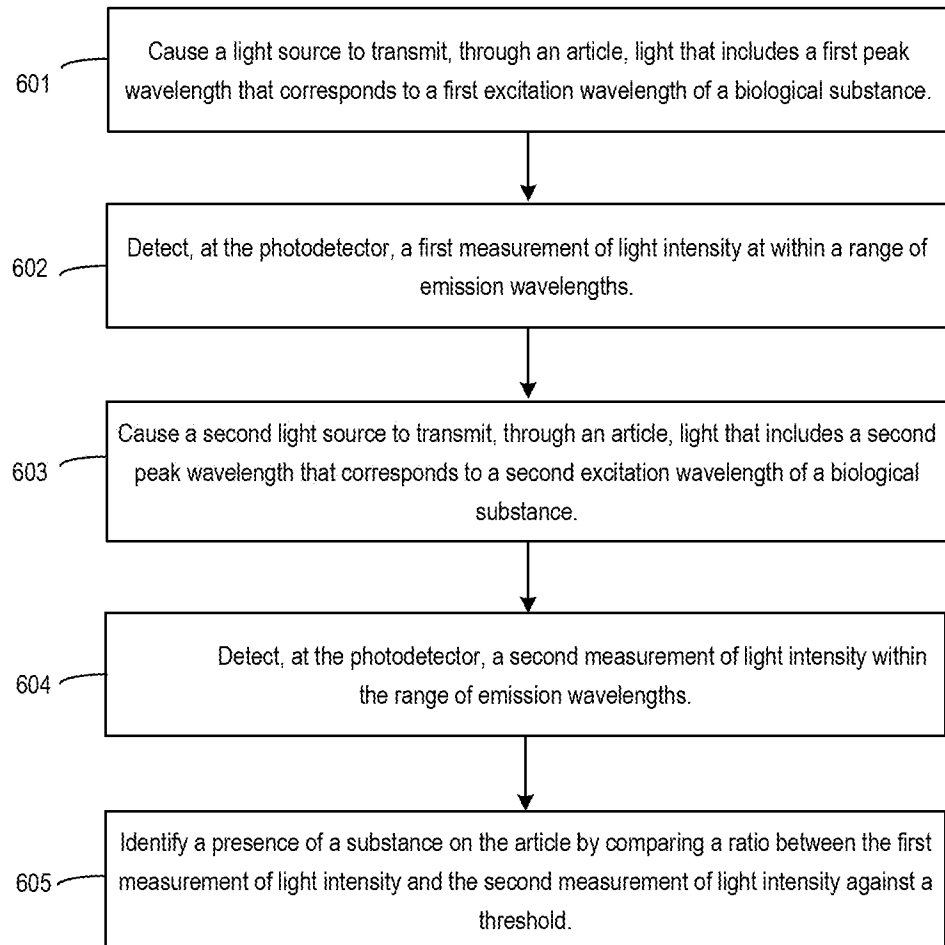 601
Cause a light source to transmit, through an article, light that includes a first peak
wavelength that corresponds to a first excitation wavelength of a biological substance.
602
Detect, at the photodetector, a first measurement of light intensity at within a range of
emission wavelengths.
603
Cause a second light source to transmit, through an article, light that includes a second
peak wavelength that corresponds to a second excitation wavelength of a biological
substance.
604
Detect, at the photodetector, a second measurement of light intensity within
the range of emission wavelengths.
605
Identify a presence of a substance on the article by comparing a ratio between the first
measurement of light intensity and the second measurement of light intensity against a
threshold.